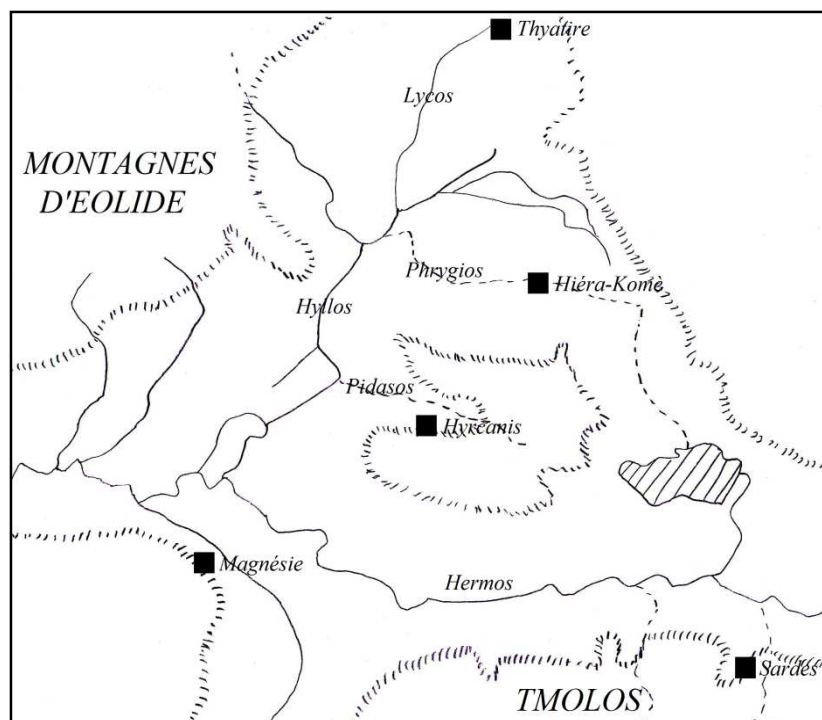 Thyatire
Lycos
MONTAGNES
D'EOLIDE
Phrygios
Hiéra-Komè
Hyllos
Pidasos
Hyrcanis
Magnésie
Hermos
Sardes
TMOLOS